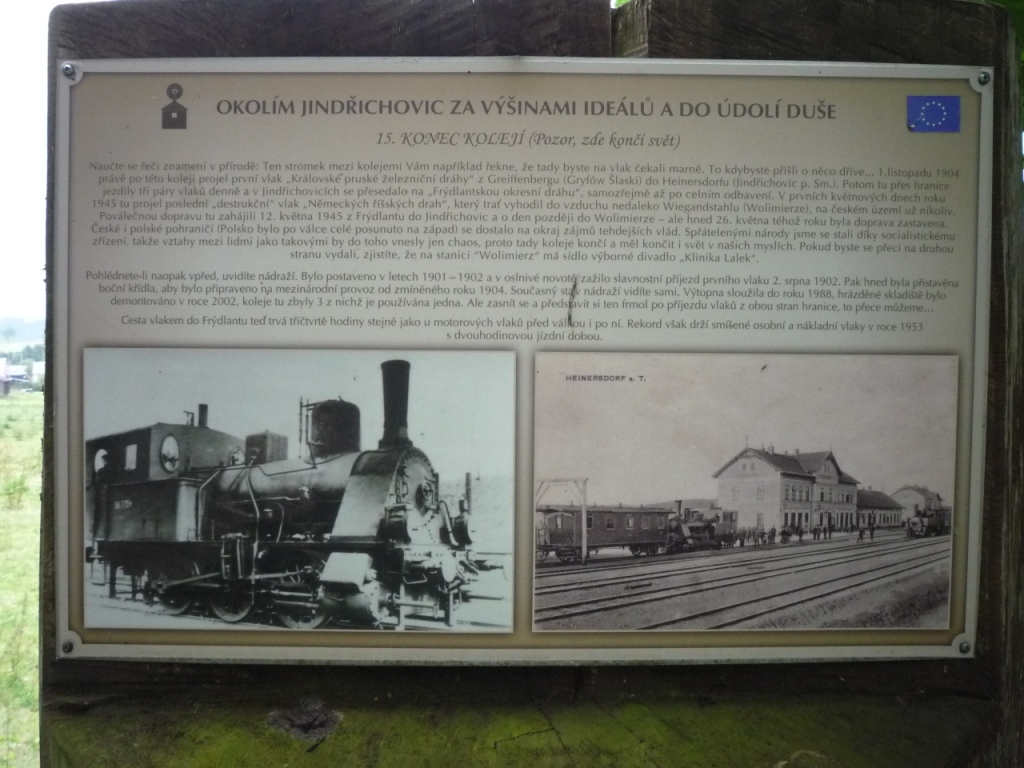 OKOLÍM JINDŘICHOVIC ZA VÝŠINAMI IDEÁLŮ A DO ÚDOLÍ DUŠE
15. KONEC KOLEJÍ (Pozor, zde končí svět)
Naučte se řeči znamení v přírodě: Ten stromek mezi kolejemi Vám například řekne, že tady byste na vlak čekali marně. To kdybyste přišli o něco dříve... 1.listopadu 1904
právě po této koleji projel první vlak „Královské pruské železniční dráhy“ z Greiffenbergu (Gryfów Ślaski) do Heinersdorfu (Jindřichovic p. Sm.). Potom tu přes hranice
jezdily tři páry vlaků denně a v Jindřichovicích se přesedalo na „Frýdlantskou okresní dráhu“, samozřejmě až po celním odbavení. V prvních květnových dnech roku
1945 tu projel poslední „destrukční“ vlak „Německých říšských drah“, který trať vyhodil do vzduchu nedaleko Wiegandsthalu (Wolimierze), na českém území už nikoliv.
Poválečnou dopravu tu zahájili 12. května 1945 z Frýdlantu do Jindřichovic a o den později do Wolimierze – ale hned 26. května téhož roku byla doprava zastavena.
České i polské pohraničí (Polsko bylo po válce celé posunuto na západ) se dostalo na okraj zájmů tehdejších vlád. Spřátelenými národy jsme se stali díky socialistickému
zřízení, takže vztahy mezi lidmi jako takovými by do toho vnesly jen chaos, proto tady koleje končí a měl končit i svět v našich myslích. Pokud byste se přeci na druhou
stranu vydali, zjistíte, že na stanici “Wolimierz” má sídlo výborné divadlo „Klinika Lalek“.
Pohlédnete-li naopak vpřed, uvidíte nádraží. Bylo postaveno v letech 1901 – 1902 a v oslnivé novotě zažilo slavnostní příjezd prvního vlaku 2. srpna 1902. Pak hned byla přistavěna
boční křídla, aby bylo připraveno na mezinárodní provoz od zmíněného roku 1904. Současný stav nádraží vidíte sami. Výtopna sloužila do roku 1988, hrázděné skladiště bylo
demontováno v roce 2002, koleje tu zbyly 3 z nichž je používána jedna. Ale zasnít se a představit si ten frmol po příjezdu vlaků z obou stran hranice, to přece můžeme...
Cesta vlakem do Frýdlantu teď trvá třičtvrtě hodiny stejně jako u motorových vlaků před válkou i po ní. Rekord však drží smíšené osobní a nákladní vlaky v roce 1953
s dvouhodinovou jízdní dobou.
HEINERSDORF a. T.